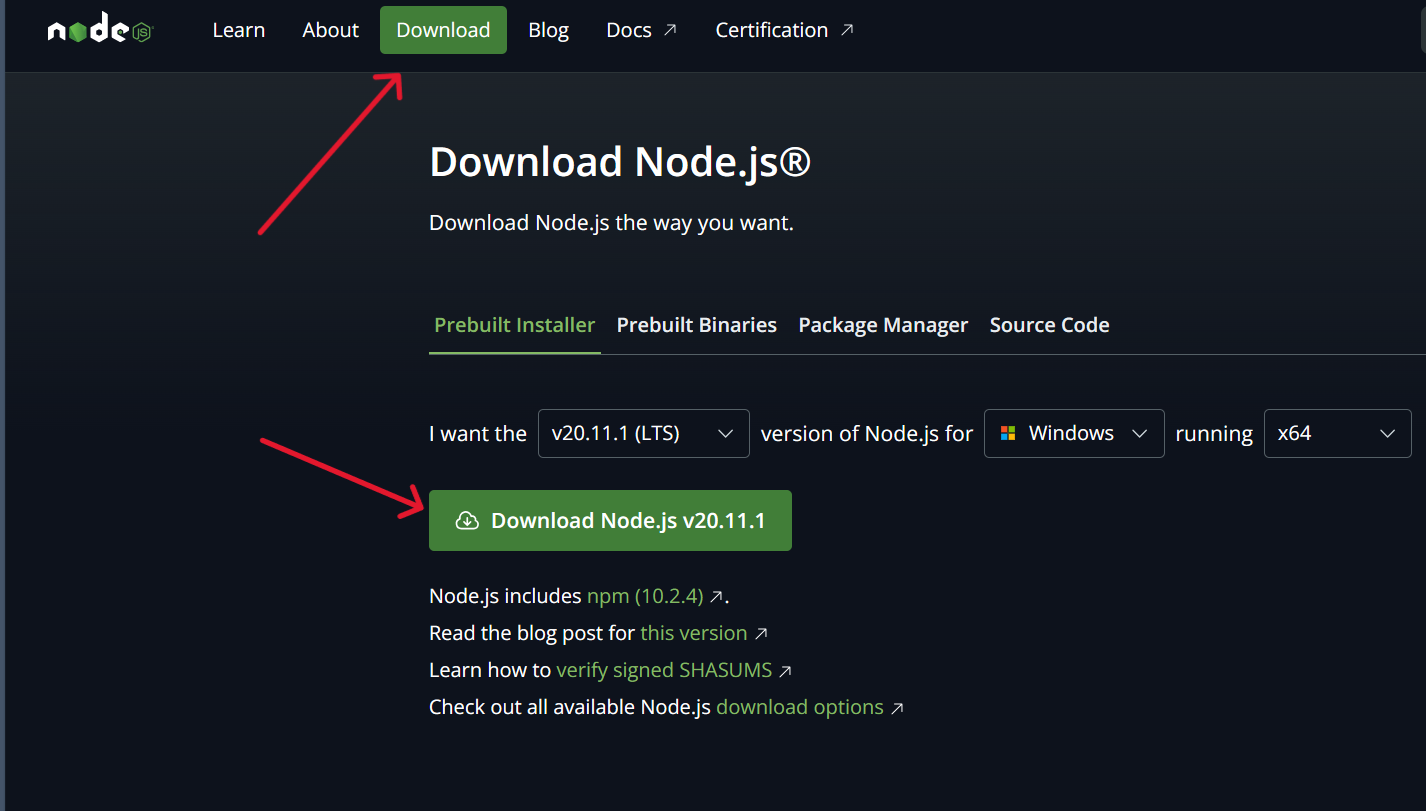 node JS
Learn About Download Blog Docs Certification
Download Node.js®
Download Node.js the way you want.
Prebuilt Installer Prebuilt Binaries Package Manager Source Code
I want the v20.11.1 (LTS) version of Node.js for Windows running x64
Download Node.js v20.11.1
Node.js includes npm (10.2.4) .
Read the blog post for this version
Learn how to verify signed SHASUMS
Check out all available Node.js download options